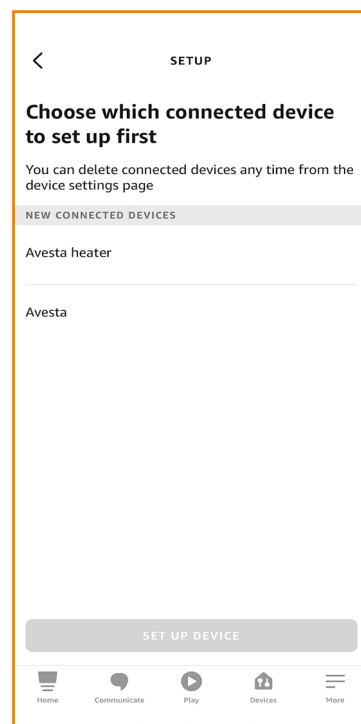 SETUP
Choose which connected device
to set up first
You can delete connected devices any time from the
device settings page
NEW CONNECTED DEVICES
Avesta heater
Avesta
SET UP DEVICE
Home Communicate Play Devices More